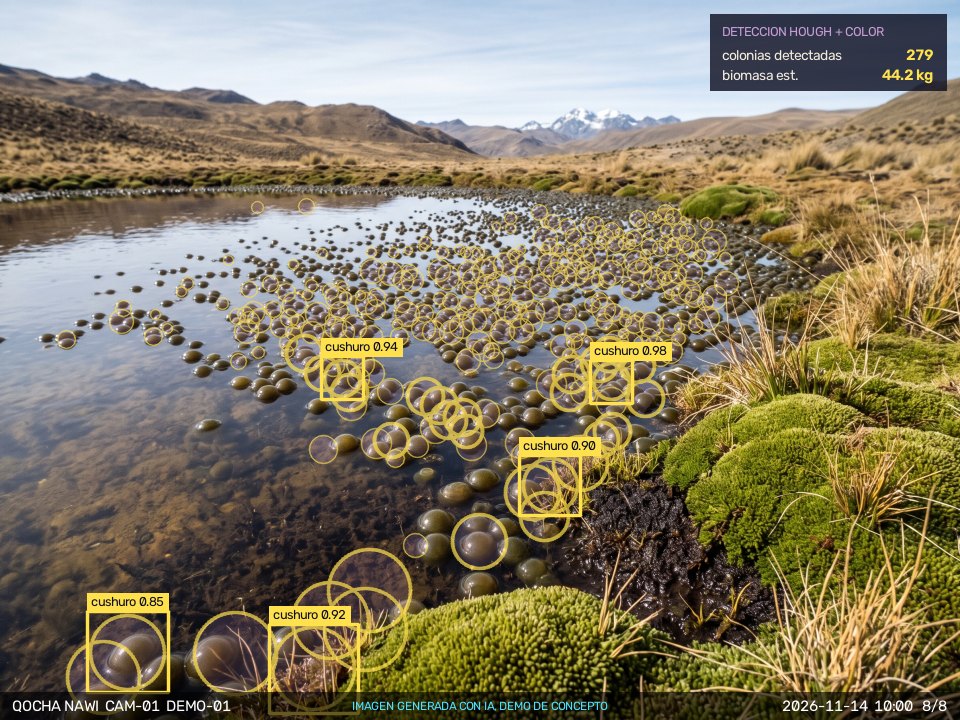 DETECCION HOUGH + COLOR
colonias detectadas 279
biomasa est. 44.2 kg
cushuro 0.94
cushuro 0.98
cushuro 0.90
cushuro 0.85
cushuro 0.92
QOCHA NAWI CAM-01 DEMO-01
IMAGEN GENERADA CON IA, DEMO DE CONCEPTO
2026-11-14 10:00 8/8